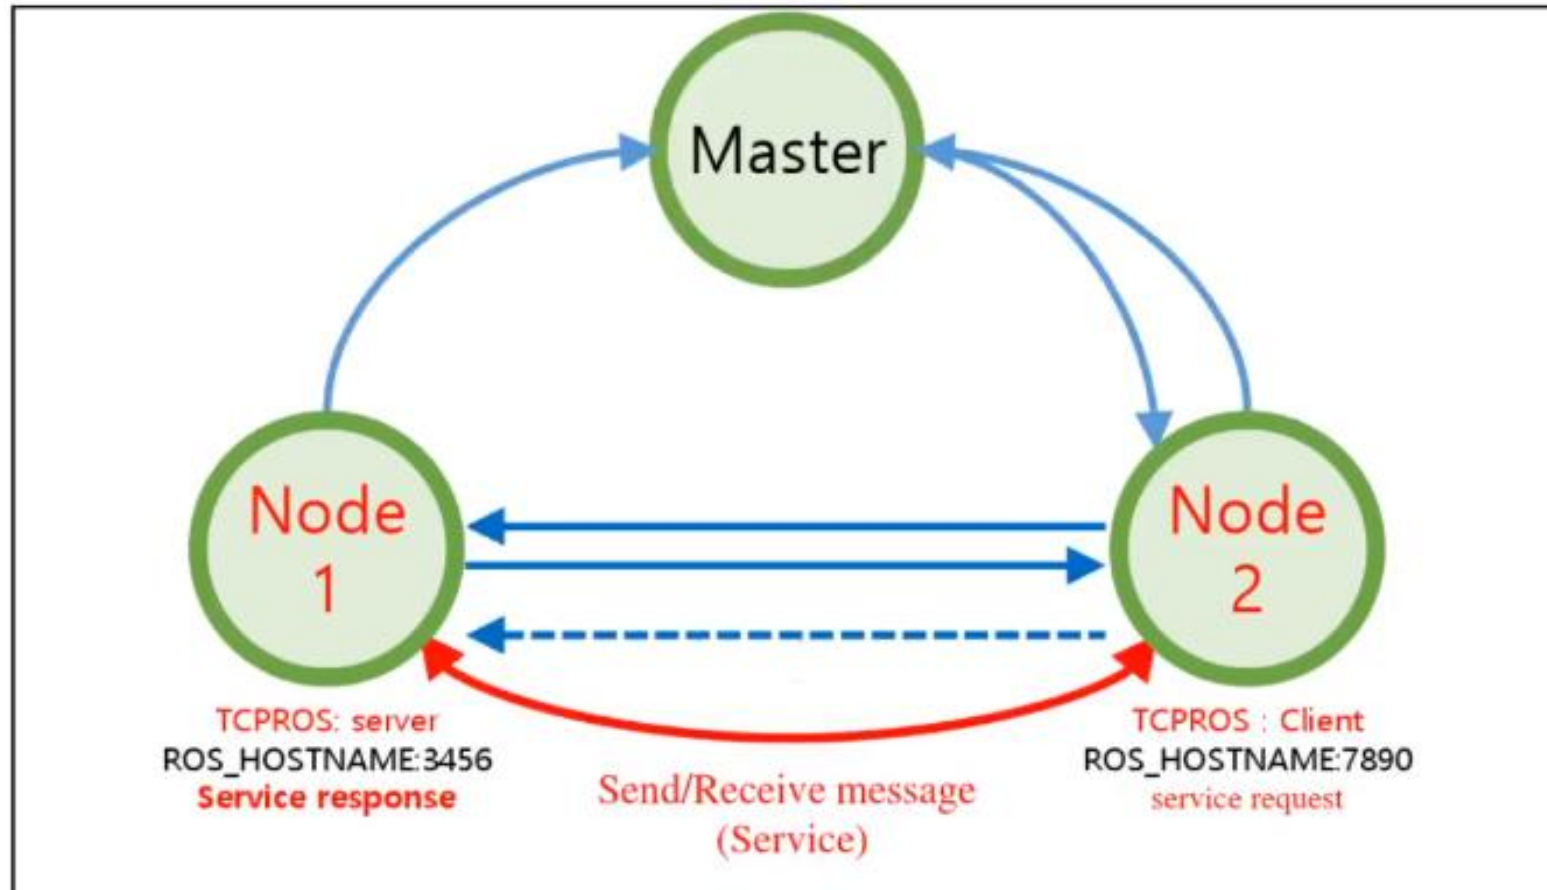 Master
Node
1
Node
2
TCPROS: server
ROS_HOSTNAME:3456
Service response
Send/Receive message
(Service)
TCPROS : Client
ROS_HOSTNAME:7890
service request